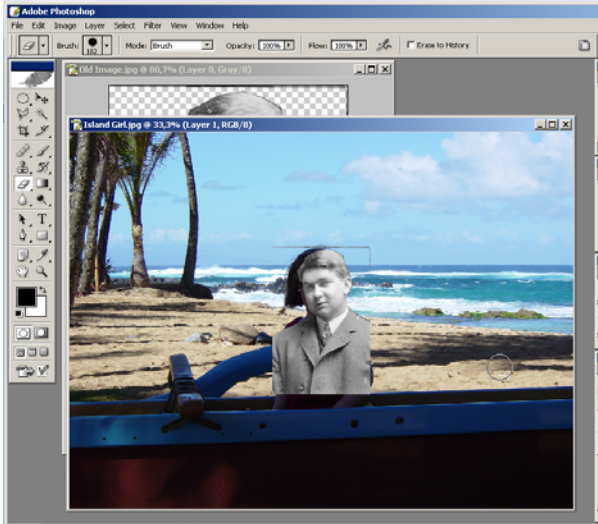 Adobe Photoshop
File Edit Image Layer Select Filter View Window Help
Brush: 102 Mode: Brush Opacity: 100% Flow: 100% Erase to History
Old Image.jpg @ 80,7% (Layer 0, Gray/8)
Island Girl.jpg @ 33,3% (Layer 1, RGB/8)
T